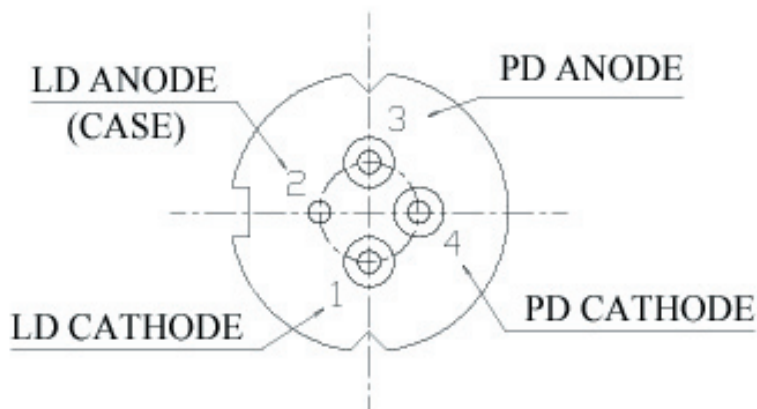 LD ANODE
(CASE)
PD ANODE
3
2
4
1
LD CATHODE
PD CATHODE